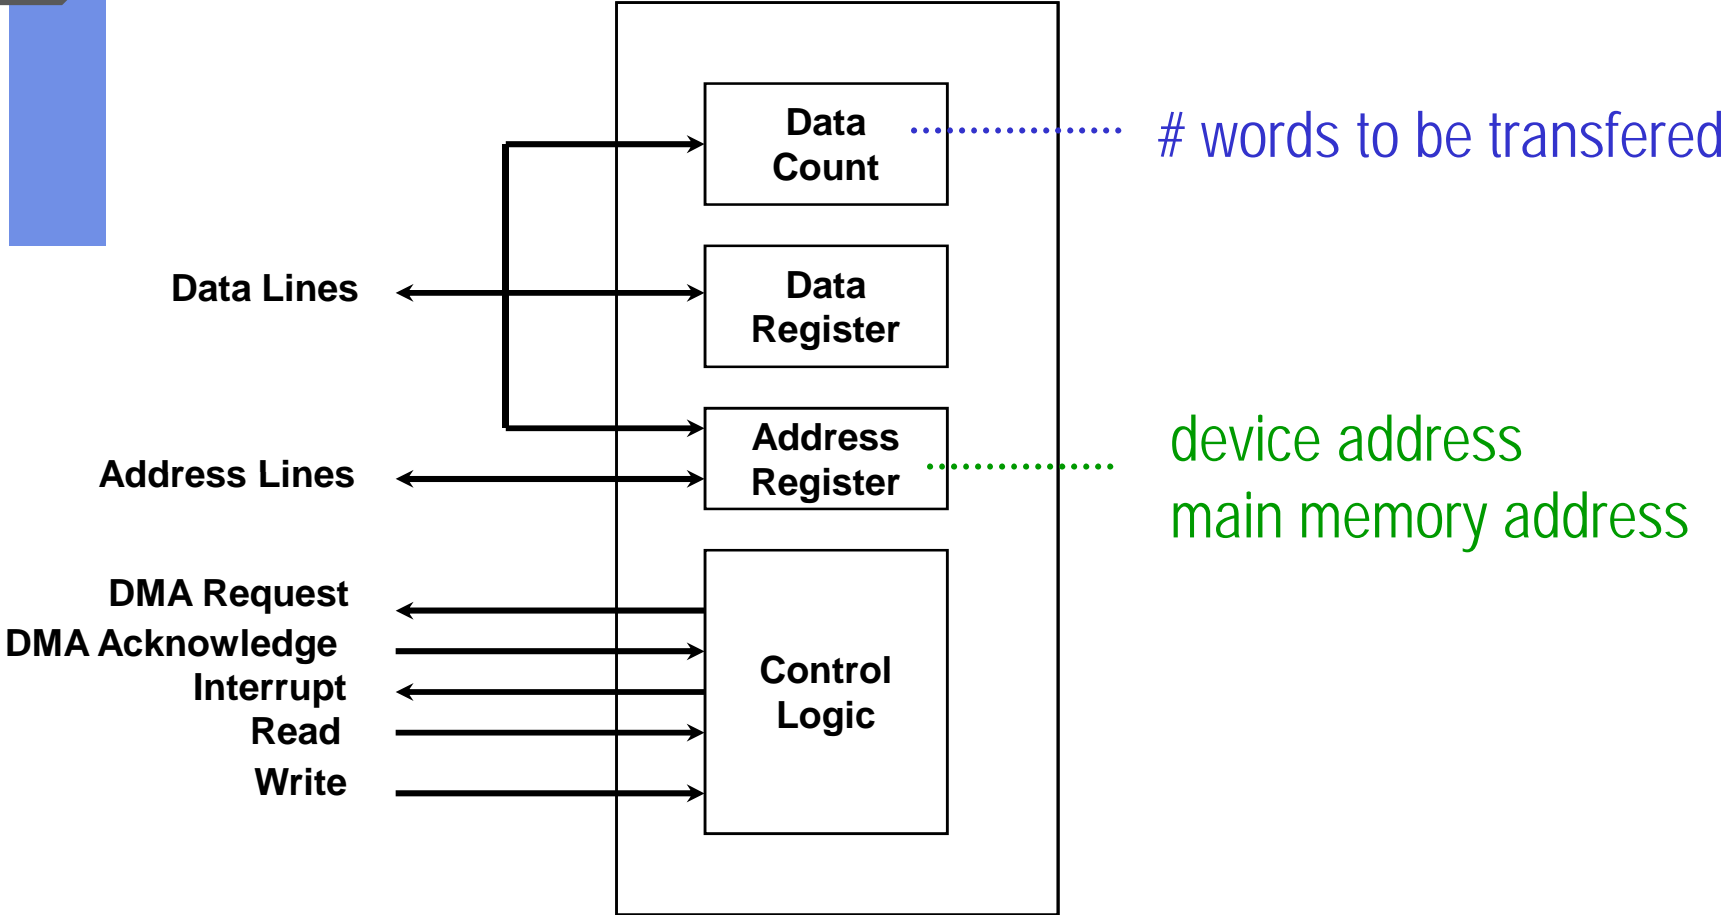 Data
Count
# words to be transfered
Data Lines
Data
Register
Address Lines
Address
Register
device address
main memory address
DMA Request
DMA Acknowledge
Interrupt
Read
Write
Control
Logic